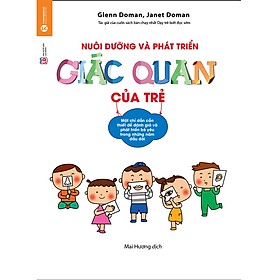 Glenn Doman, Janet Doman
Tác giả của cuốn sách bán chạy nhất Dạy trẻ biết đọc sớm
NUÔI DƯỠNG VÀ PHÁT TRIỂN
GIÁC QUAN
CỦA TRẺ
Một chỉ dẫn cần
thiết để đánh giá và
phát triển bé yêu
trong những năm
đầu đời
Mai Hương dịch